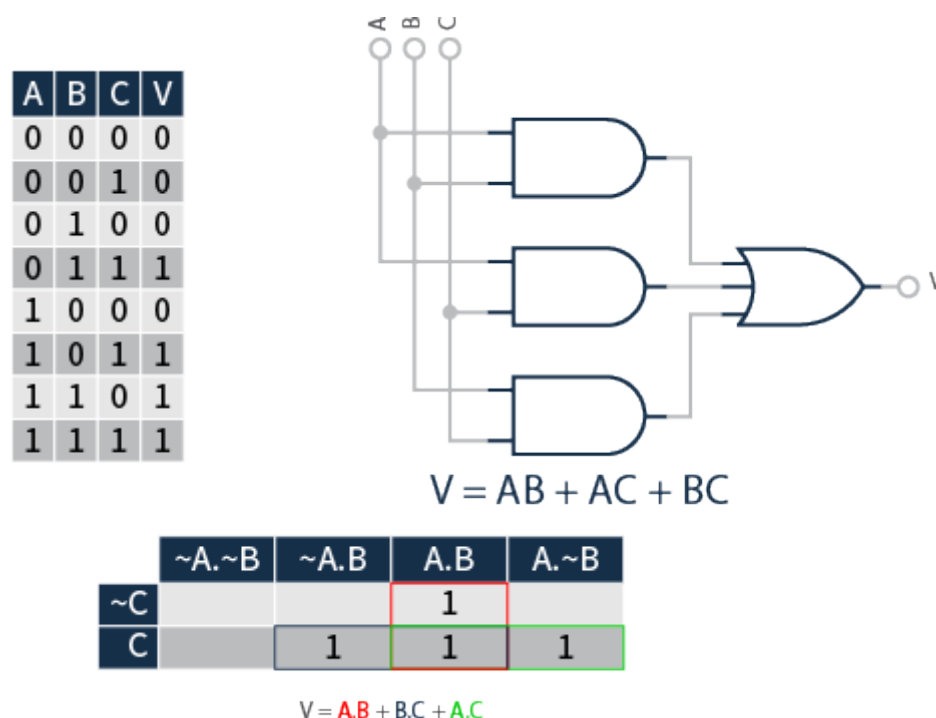 A B C
A B C V
0 0 0 0
0 0 1 0
0 1 0 0
0 1 1 1
1 0 0 0
1 0 1 1
1 1 0 1
1 1 1 1
V
V = AB + AC + BC
~A.~B ~A.B A.B A.~B
~C 1
C 1 1 1
V = A.B + B.C + A.C